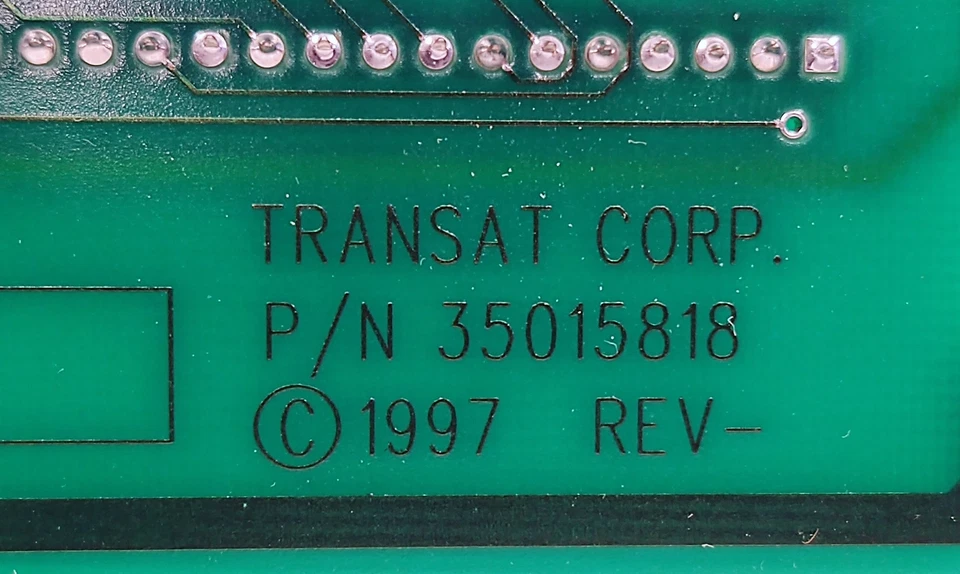 TRANSAT CORP.
P/N 35015818
© 1997 REV-